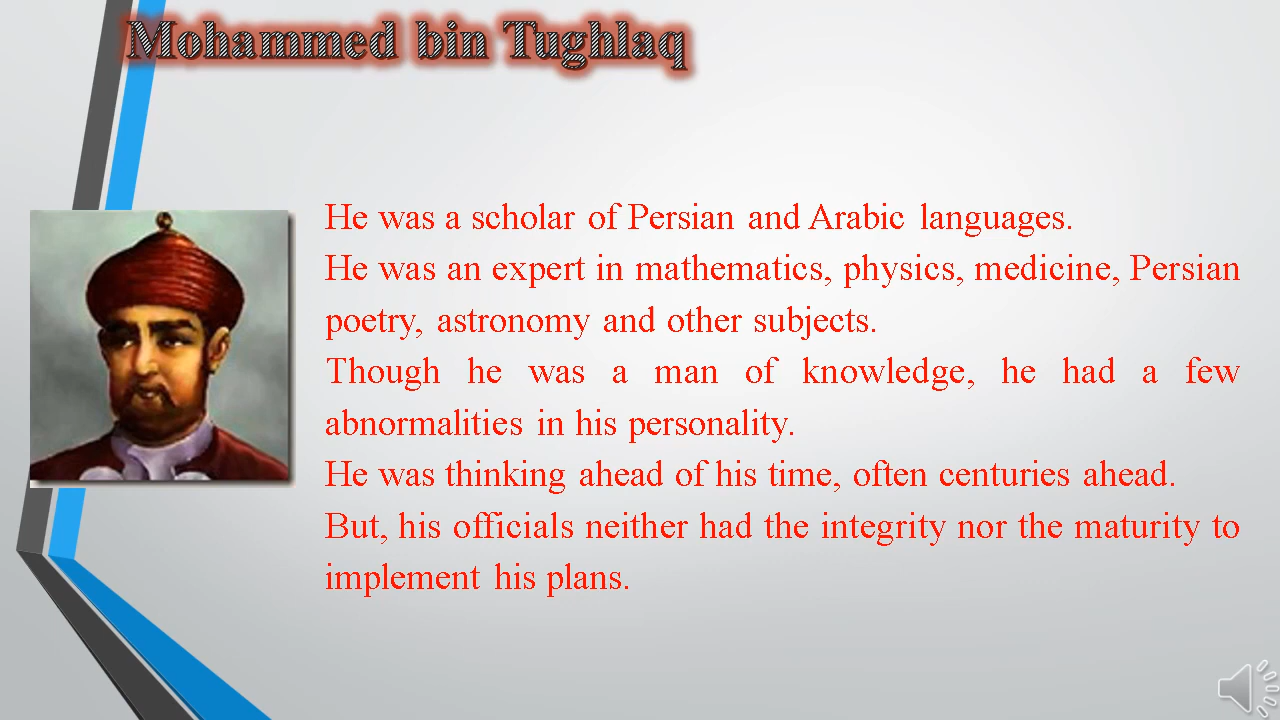 Mohammed bin Tughlaq
He was a scholar of Persian and Arabic languages.
He was an expert in mathematics, physics, medicine, Persian
poetry, astronomy and other subjects.
Though he was a man of knowledge, he had a few
abnormalities in his personality.
He was thinking ahead of his time, often centuries ahead.
But, his officials neither had the integrity nor the maturity to
implement his plans.